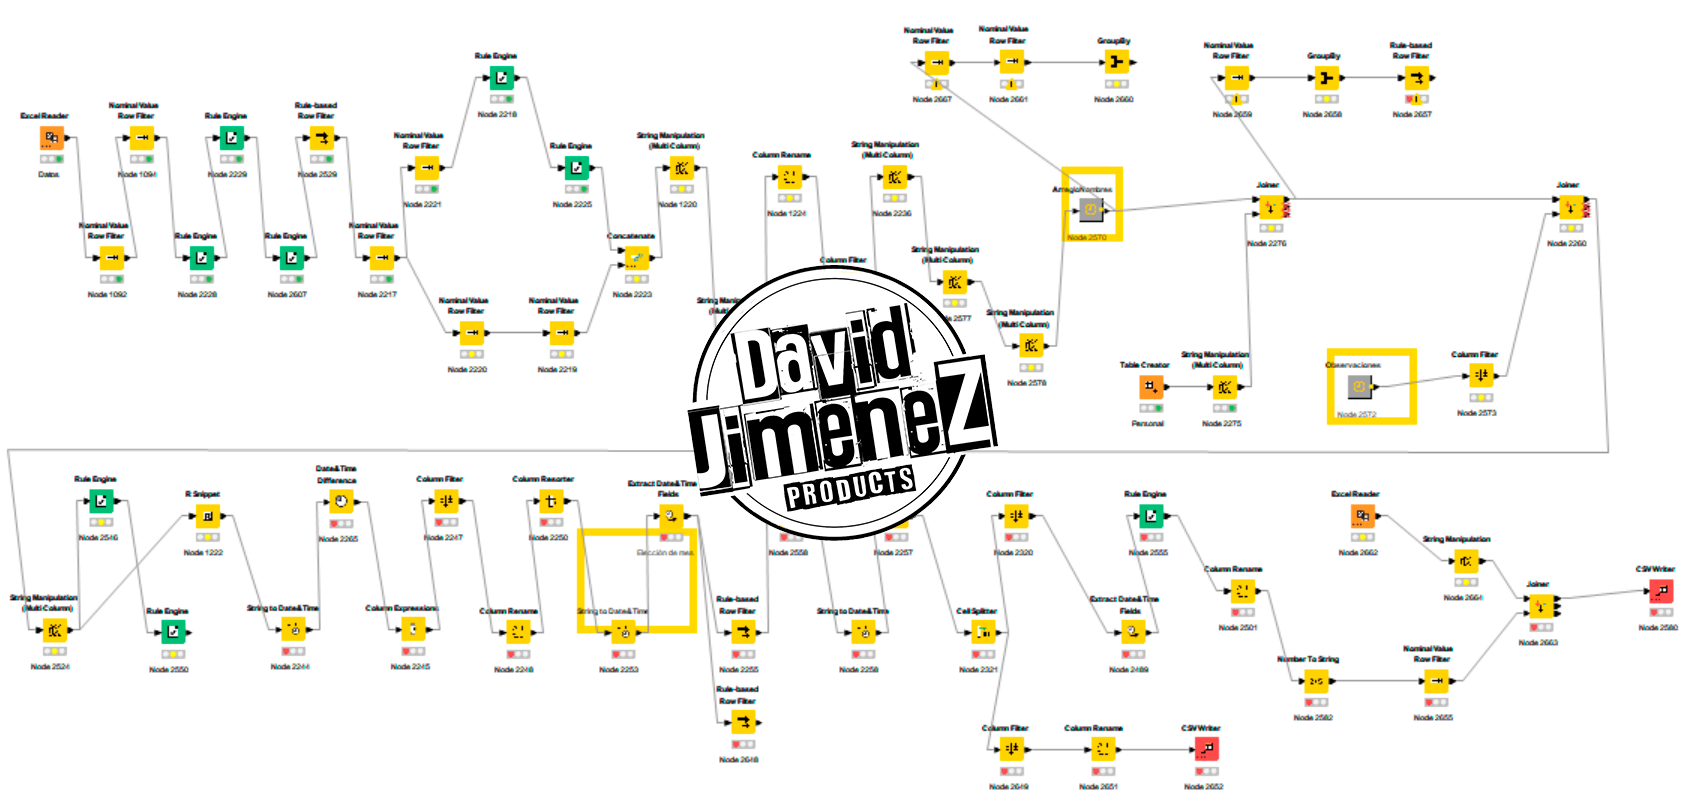 Nominal Value
Row Filter
Node 2667
Nominal Value
Row Filter
Node 2661
GroupBy
Node 2660
Nominal Value
Row Filter
Node 2659
GroupBy
Node 2658
Rule-based
Row Filter
Node 2657
Rule Engine
Node 2218
Excel Reader
Datos
Nominal Value
Row Filter
Node 1094
Rule Engine
Node 2229
Rule-based
Row Filter
Node 2529
Nominal Value
Row Filter
Node 2221
Rule Engine
Node 2225
String Manipulation
(Multi Column)
Node 1220
Column Rename
Node 1224
String Manipulation
(Multi Column)
Node 2236
ArregloNombres
Node 2570
Joiner
Node 2276
Joiner
Node 2260
Nominal Value
Row Filter
Node 1092
Rule Engine
Node 2228
Rule Engine
Node 2607
Nominal Value
Row Filter
Node 2217
Concatenate
Node 2223
Column Filter
String Manipulation
(Multi Column)
2577
Nominal Value
Row Filter
Node 2220
Nominal Value
Row Filter
Node 2219
String Manip
(Mult
String Manipulation
(Multi Column)
Node 2578
Table Creator
Personal
String Manipulation
(Multi Column)
Node 2275
Observaciones
Node 2572
Column Filter
Node 2573
David
JimeneZ
PRODUCTS
Rule Engine
Node 2546
R Snippet
Node 1222
Date&Time
Difference
Node 2265
Column Filter
Node 2247
Column Resorter
Node 2250
Extract Date&Time
Fields
Elección de mes
Node 2558
Node 2257
Column Filter
Node 2320
Rule Engine
Node 2555
Excel Reader
Node 2662
String Manipulation
Node 2664
Column Rename
Node 2501
Joiner
Node 2663
CSV Writer
Node 2580
String Manipulation
(Multi Column)
Node 2524
Rule Engine
Node 2550
String to Date&Time
Node 2244
Column Expressions
Node 2245
Column Rename
Node 2248
String to Date&Time
Node 2253
Rule-based
Row Filter
Node 2255
String to Date&Time
Node 2258
Cell Splitter
Node 2321
Extract Date&Time
Fields
Node 2489
Number To String
Node 2582
Nominal Value
Row Filter
Node 2655
Rule-based
Row Filter
Node 2648
Column Filter
Node 2649
Column Rename
Node 2651
CSV Writer
Node 2652